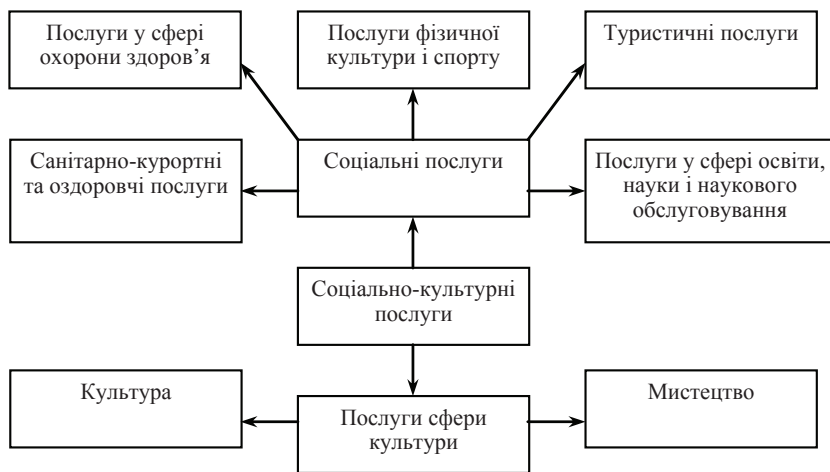 Послуги у сфері
охорони здоров’я
Послуги фізичної
культури і спорту
Туристичні послуги
Санітарно-курортні
та оздоровчі послуги
Соціальні послуги
Послуги у сфері освіти,
науки і наукового
обслуговування
Соціально-культурні
послуги
Культура
Послуги сфери
культури
Мистецтво